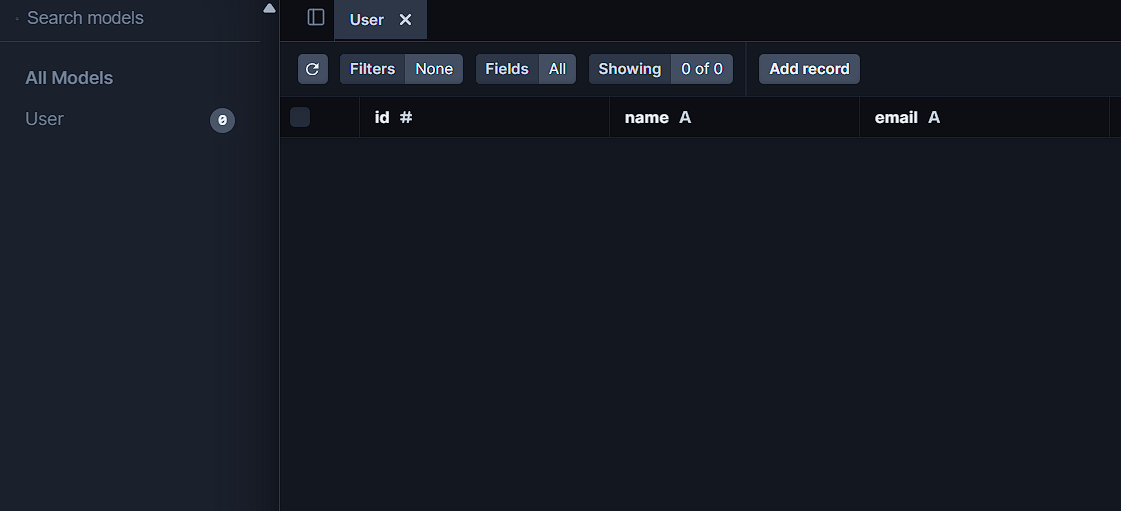 Search models
All Models
User 0
User
Filters None Fields All Showing 0 of 0 Add record
id # name A email A